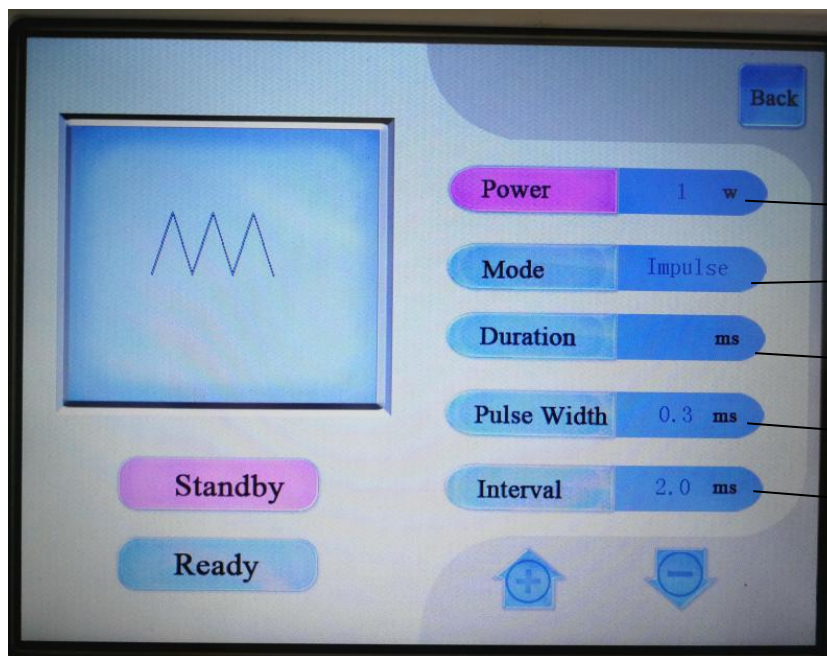 Back
Power 1 w
Mode Impulse
Duration ms
Pulse Width 0.3 ms
Interval 2.0 ms
Standby
Ready